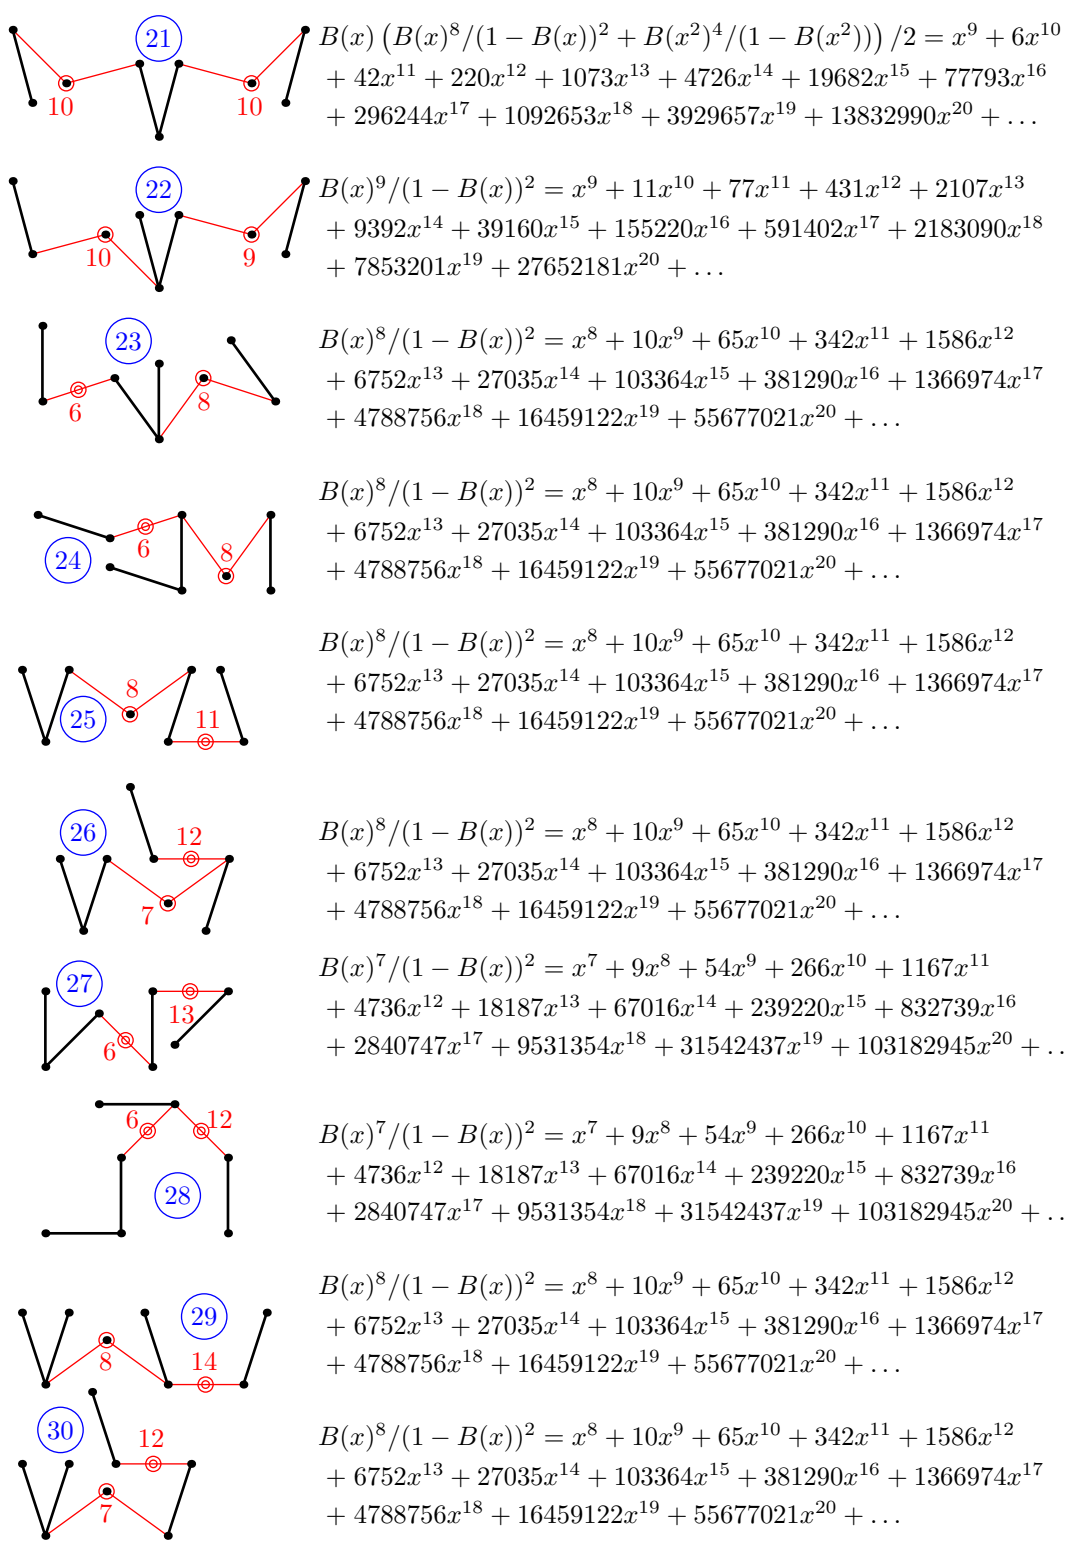 21 B(x) (B(x)^8/(1 − B(x))^2 + B(x^2)^4/(1 − B(x^2))) /2 = x^9 + 6x^10
10 10 + 42x^11 + 220x^12 + 1073x^13 + 4726x^14 + 19682x^15 + 77793x^16
+ 296244x^17 + 1092653x^18 + 3929657x^19 + 13832990x^20 + ...
22 B(x)^9/(1 − B(x))^2 = x^9 + 11x^10 + 77x^11 + 431x^12 + 2107x^13
+ 9392x^14 + 39160x^15 + 155220x^16 + 591402x^17 + 2183090x^18
10 9 + 7853201x^19 + 27652181x^20 + ...
23 B(x)^8/(1 − B(x))^2 = x^8 + 10x^9 + 65x^10 + 342x^11 + 1586x^12
+ 6752x^13 + 27035x^14 + 103364x^15 + 381290x^16 + 1366974x^17
6 8 + 4788756x^18 + 16459122x^19 + 55677021x^20 + ...
B(x)^8/(1 − B(x))^2 = x^8 + 10x^9 + 65x^10 + 342x^11 + 1586x^12
+ 6752x^13 + 27035x^14 + 103364x^15 + 381290x^16 + 1366974x^17
24 6 8 + 4788756x^18 + 16459122x^19 + 55677021x^20 + ...
B(x)^8/(1 − B(x))^2 = x^8 + 10x^9 + 65x^10 + 342x^11 + 1586x^12
8 + 6752x^13 + 27035x^14 + 103364x^15 + 381290x^16 + 1366974x^17
25 11 + 4788756x^18 + 16459122x^19 + 55677021x^20 + ...
26 12 B(x)^8/(1 − B(x))^2 = x^8 + 10x^9 + 65x^10 + 342x^11 + 1586x^12
+ 6752x^13 + 27035x^14 + 103364x^15 + 381290x^16 + 1366974x^17
7 + 4788756x^18 + 16459122x^19 + 55677021x^20 + ...
27 B(x)^7/(1 − B(x))^2 = x^7 + 9x^8 + 54x^9 + 266x^10 + 1167x^11
13 + 4736x^12 + 18187x^13 + 67016x^14 + 239220x^15 + 832739x^16
6 + 2840747x^17 + 9531354x^18 + 31542437x^19 + 103182945x^20 + ..
6 12 B(x)^7/(1 − B(x))^2 = x^7 + 9x^8 + 54x^9 + 266x^10 + 1167x^11
28 + 4736x^12 + 18187x^13 + 67016x^14 + 239220x^15 + 832739x^16
+ 2840747x^17 + 9531354x^18 + 31542437x^19 + 103182945x^20 + ..
B(x)^8/(1 − B(x))^2 = x^8 + 10x^9 + 65x^10 + 342x^11 + 1586x^12
29 + 6752x^13 + 27035x^14 + 103364x^15 + 381290x^16 + 1366974x^17
8 14 + 4788756x^18 + 16459122x^19 + 55677021x^20 + ...
30 12 B(x)^8/(1 − B(x))^2 = x^8 + 10x^9 + 65x^10 + 342x^11 + 1586x^12
+ 6752x^13 + 27035x^14 + 103364x^15 + 381290x^16 + 1366974x^17
7 + 4788756x^18 + 16459122x^19 + 55677021x^20 + ...